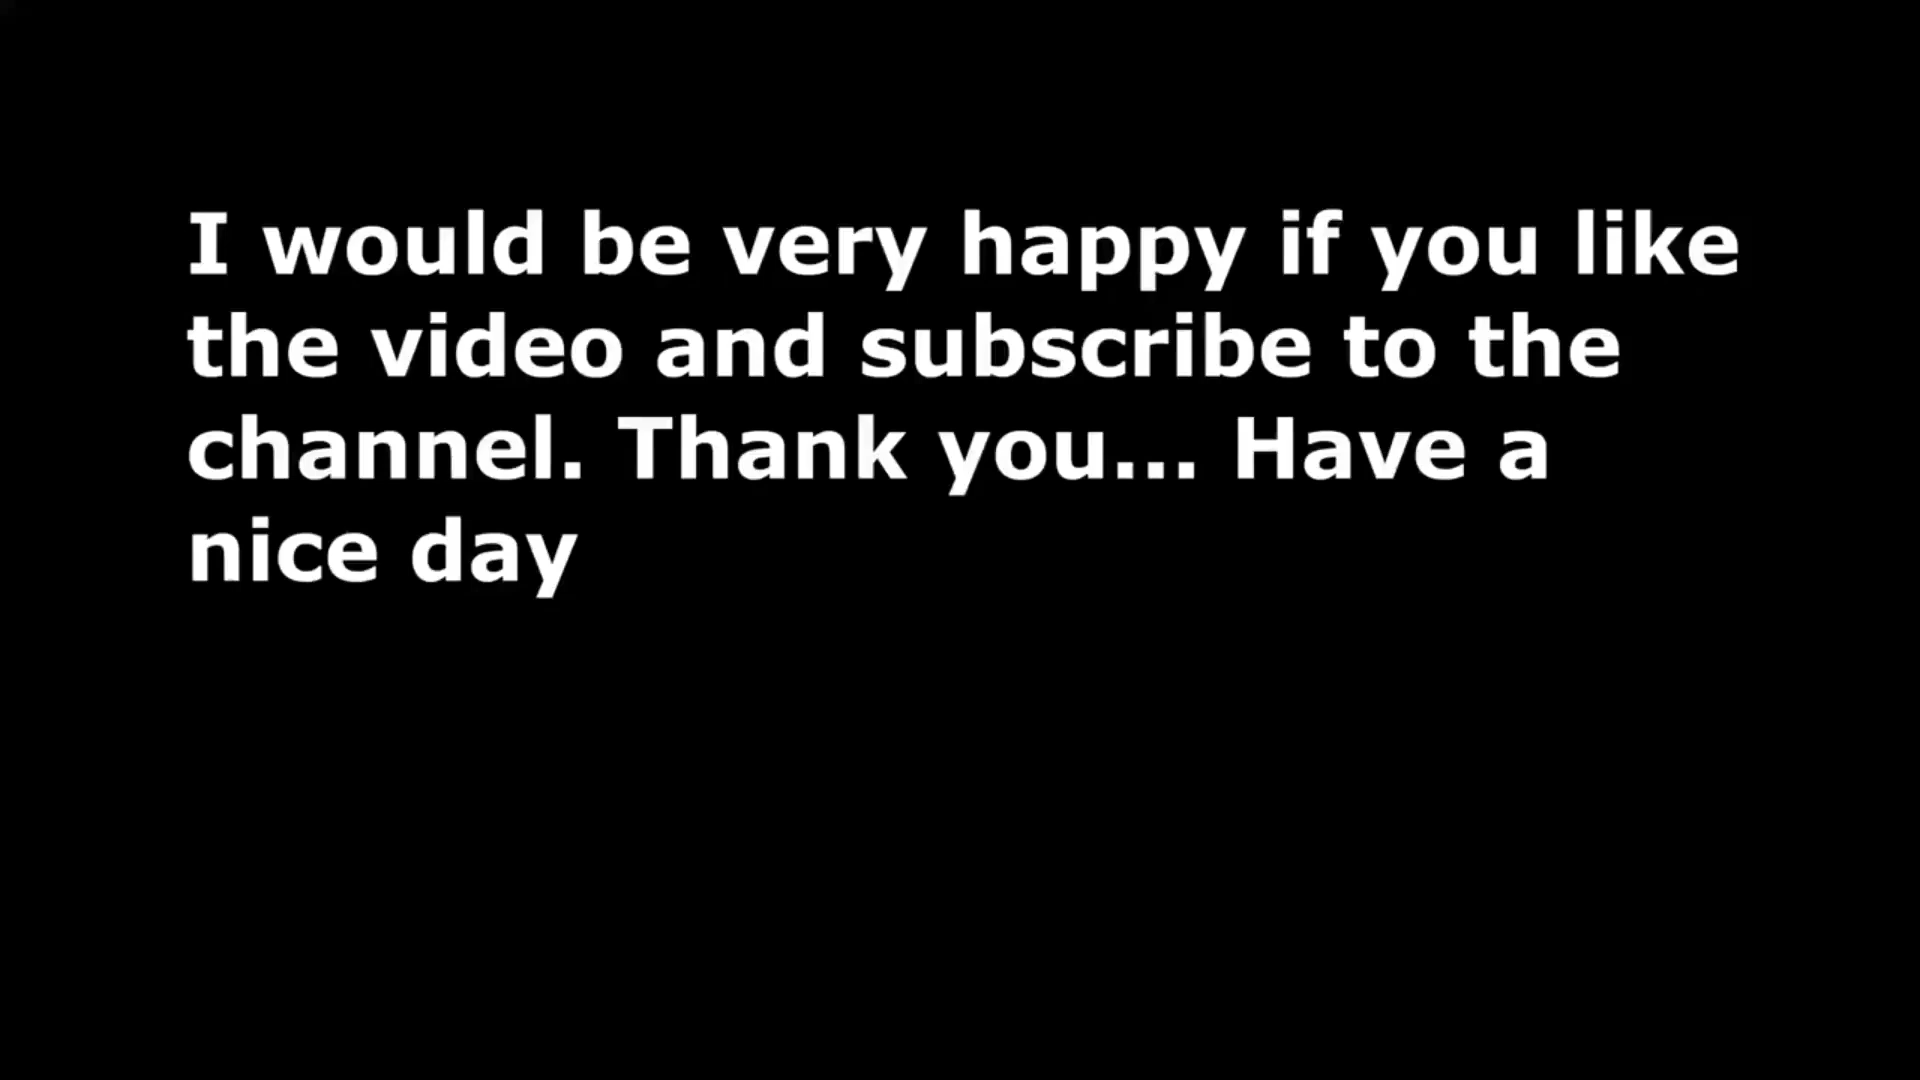 I would be very happy if you like
the video and subscribe to the
channel. Thank you... Have a
nice day